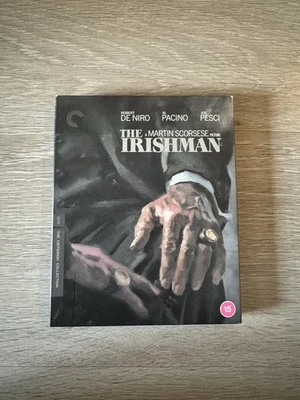 ROBERT DE NIRO
AL PACINO
JOE PESCI
THE A MARTIN SCORSESE PICTURE
IRISHMAN
THE CRITERION COLLECTION
15